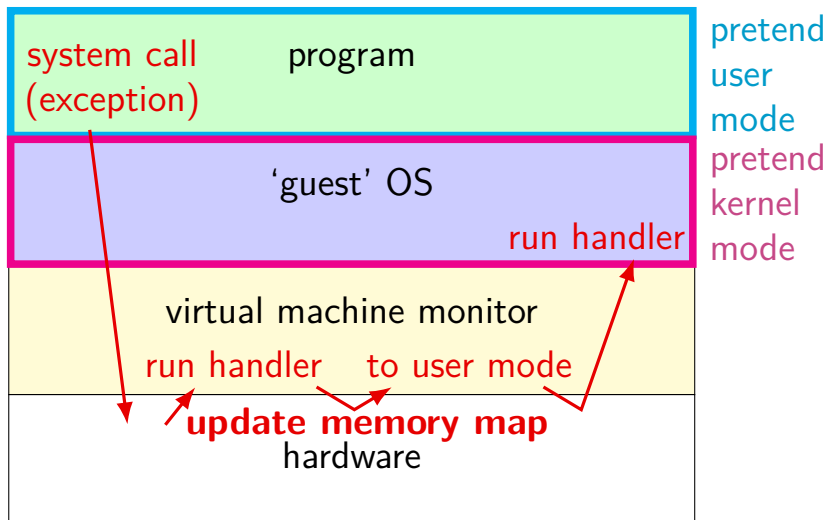 system call
(exception)
program
pretend
user
mode
‘guest’ OS
run handler
pretend
kernel
mode
virtual machine monitor
run handler
to user mode
update memory map
hardware